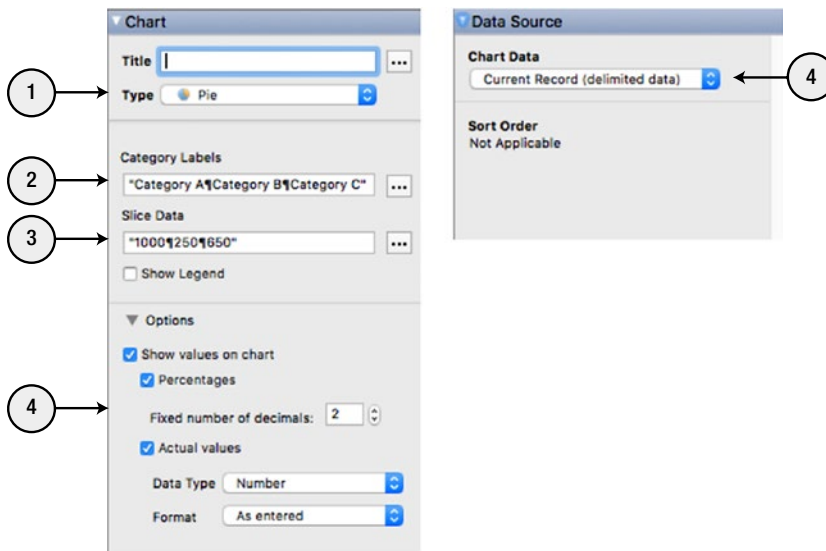 Chart
Title
...
1
Type Pie
Category Labels
2
"Category A¶Category B¶Category C"
...
Slice Data
3
"1000¶250¶650"
...
Show Legend
Options
Show values on chart
Percentages
4
Fixed number of decimals: 2
Actual values
Data Type Number
Format As entered
Data Source
Chart Data
Current Record (delimited data)
4
Sort Order
Not Applicable